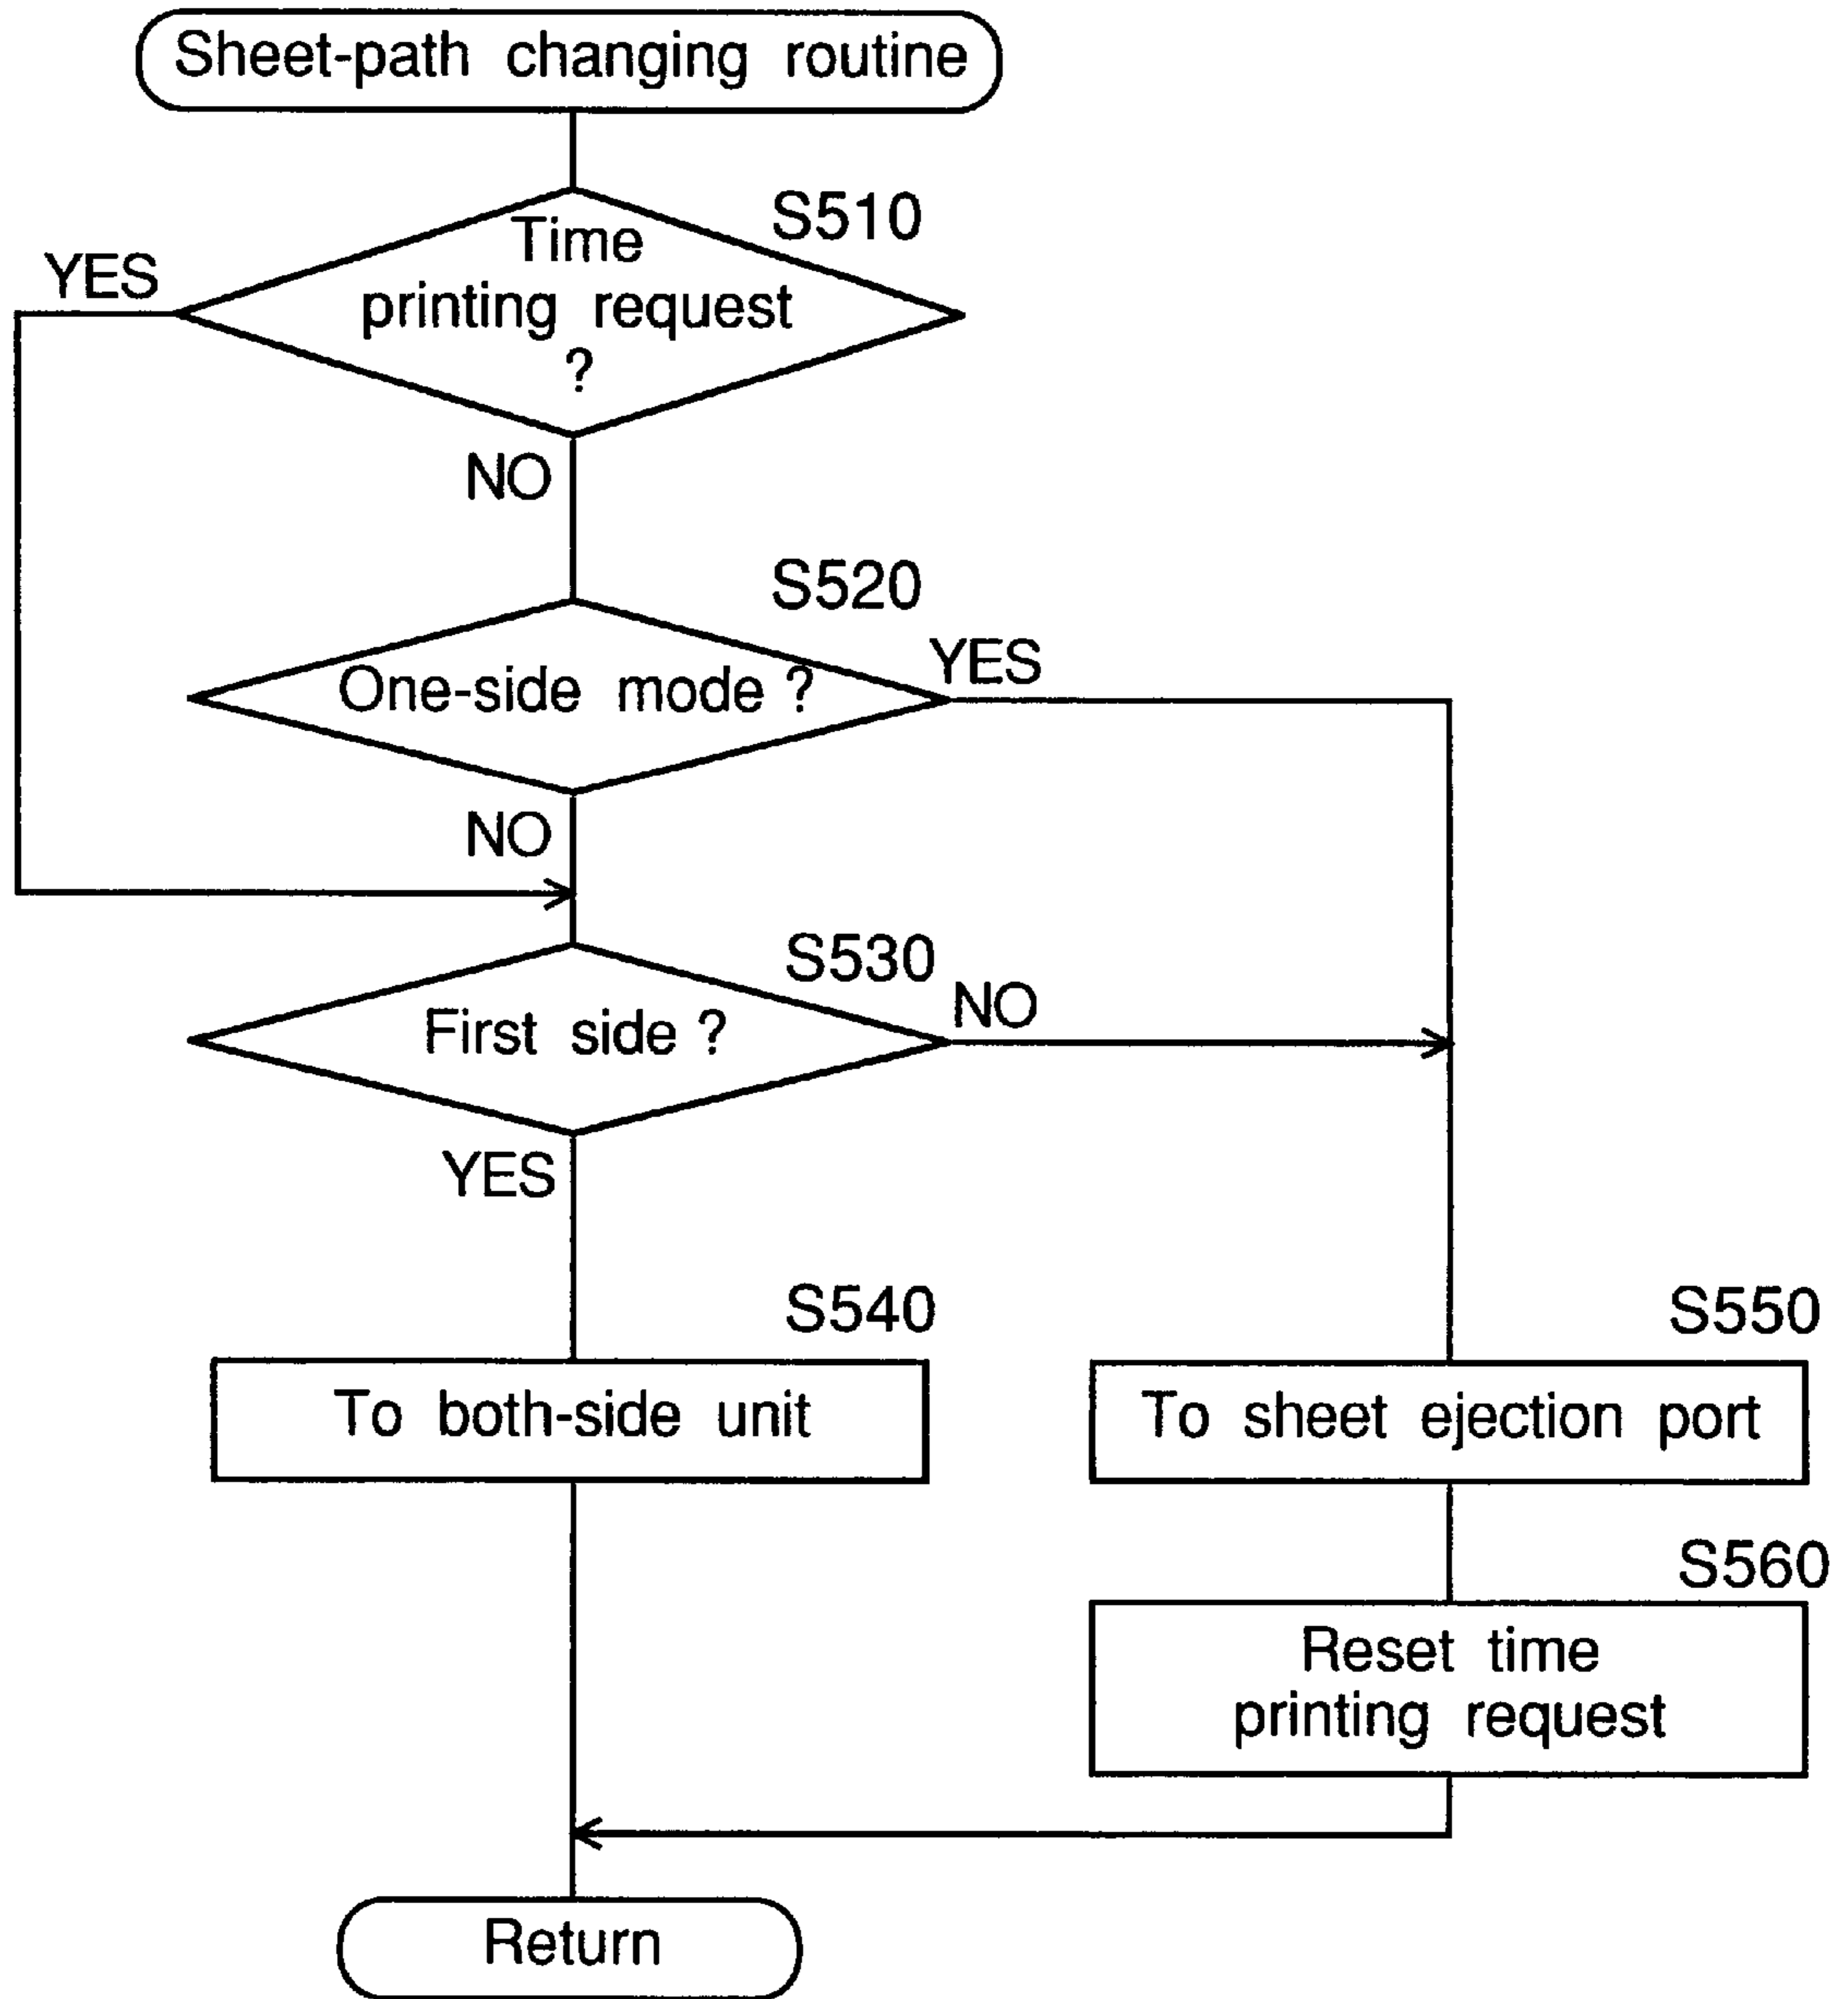 Sheet-path changing routine
S510
Time
printing request
?
YES
NO
S520
One-side mode ?
YES
NO
S530
First side ?
NO
YES
S540
To both-side unit
S550
To sheet ejection port
S560
Reset time
printing request
Return